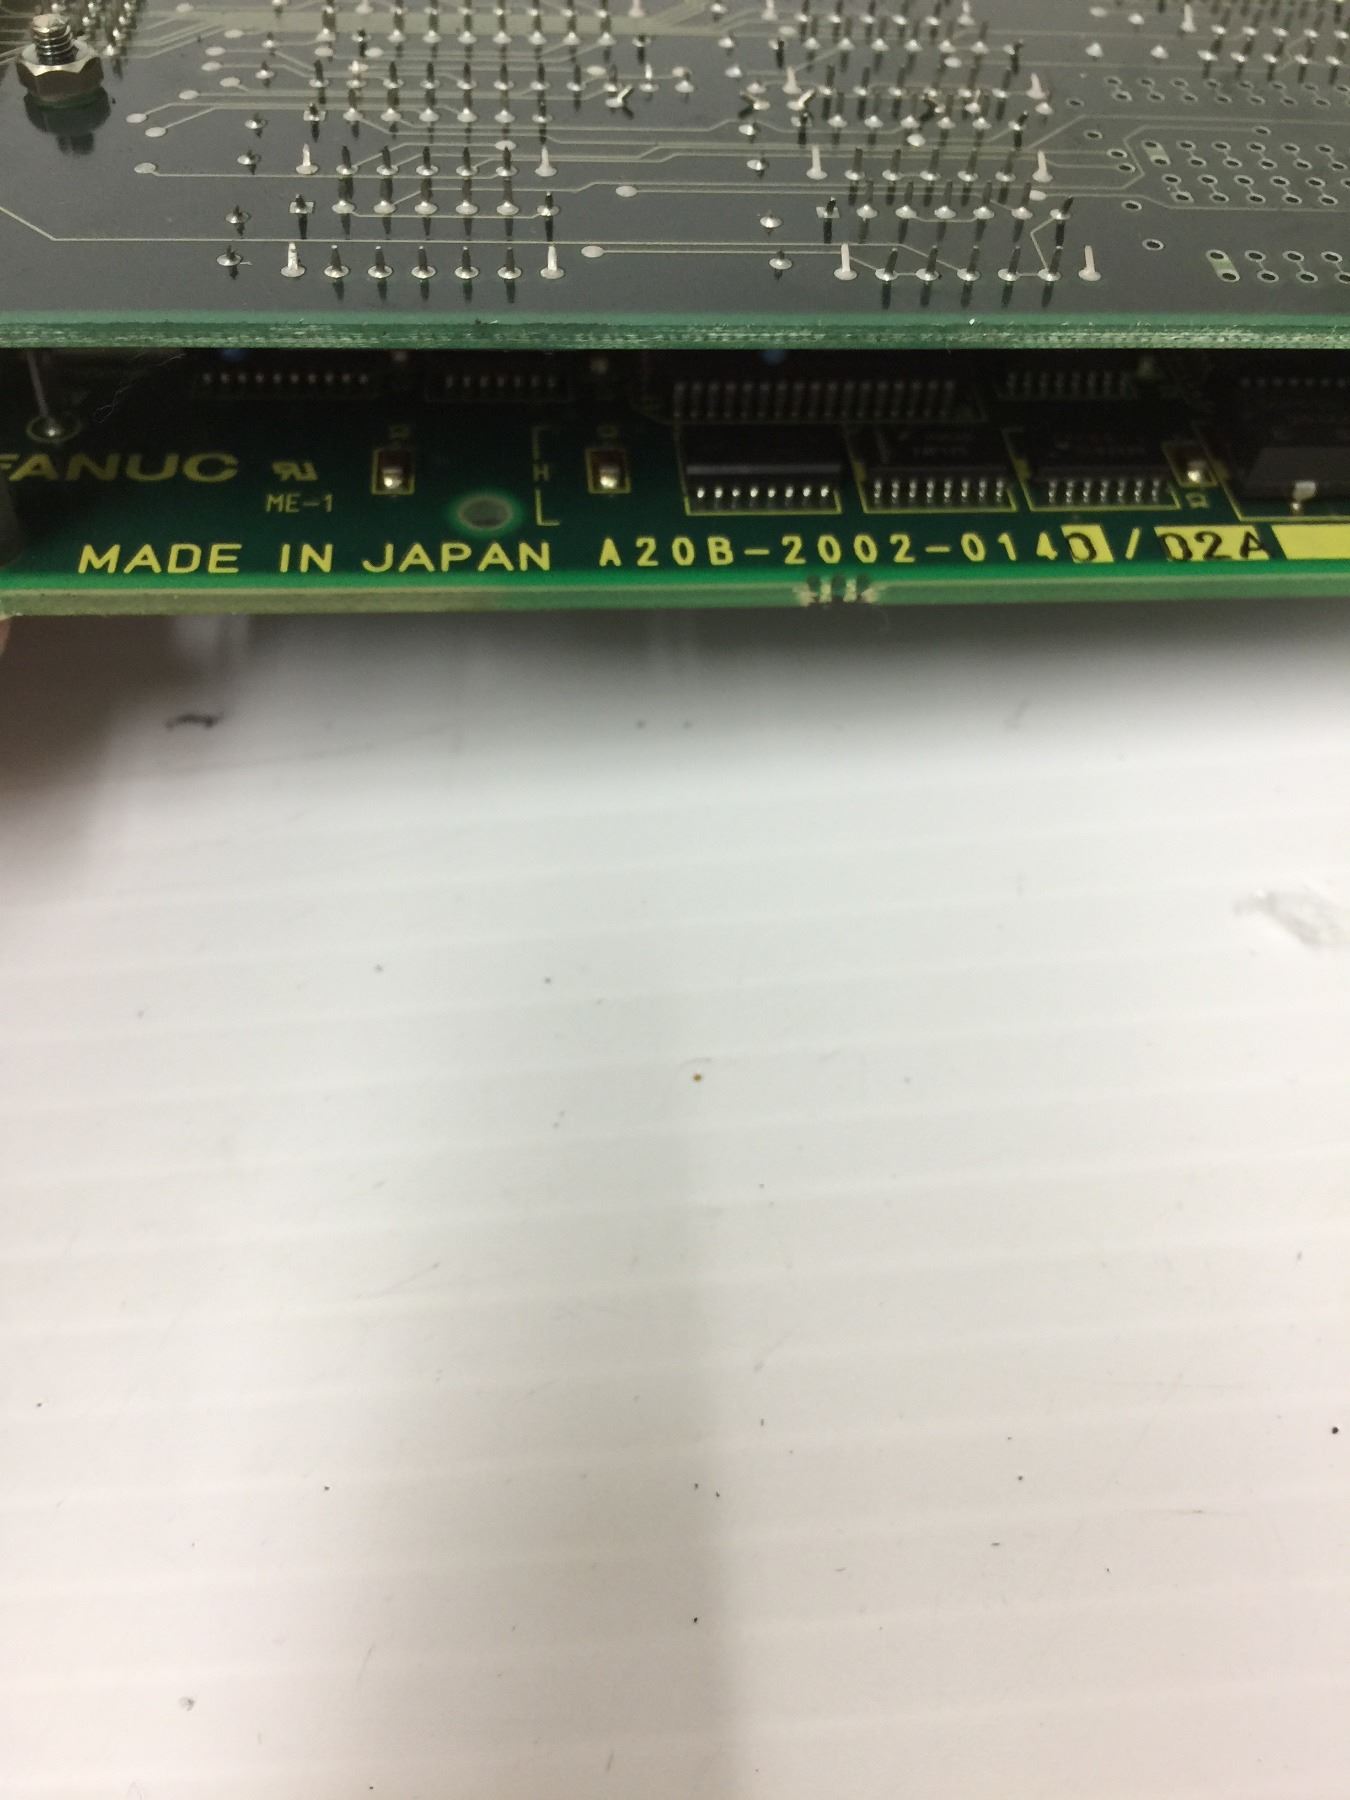 FANUC
ME-1
H L
MADE IN JAPAN A20B-2002-0140/02A